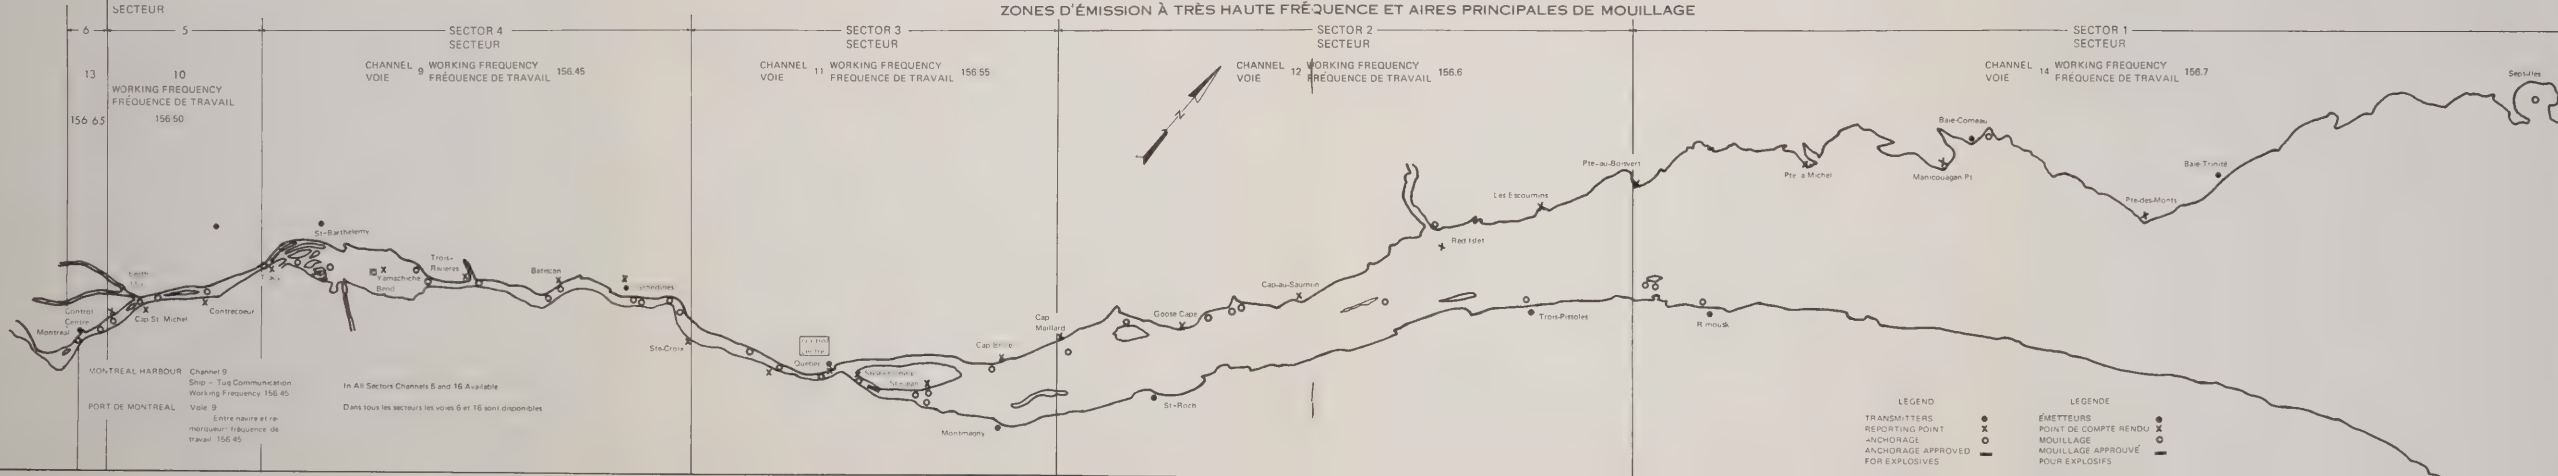 ZONES D'ÉMISSION À TRÈS HAUTE FRÉQUENCE ET AIRES PRINCIPALES DE MOUILLAGE
SECTEUR
6
5
SECTOR 4
SECTEUR
SECTOR 3
SECTEUR
SECTOR 2
SECTEUR
SECTOR 1
SECTEUR
13
156 65
10
WORKING FREQUENCY
FRÉQUENCE DE TRAVAIL
156 50
CHANNEL 9 WORKING FREQUENCY 156.45
VOIE FRÉQUENCE DE TRAVAIL
CHANNEL 11 WORKING FREQUENCY 156 55
VOIE FREQUENCE DE TRAVAIL
CHANNEL 12 WORKING FREQUENCY 156.6
VOIE FRÉQUENCE DE TRAVAIL
CHANNEL 14 WORKING FREQUENCY 156.7
VOIE FRÉQUENCE DE TRAVAIL
N
Sept-Iles
Baie-Comeau
Pte-au-Boisvert
Pte a Michel
Manicouagan Pt
Baie-Trinité
Pte-des-Monts
Les Escoumins
Red Islet
St-Barthelemy
Trois-
Rivieres
Yamachiche
Bend
Batiscan
Control
Centre
Montreal
Cap St Michel
Contrecoeur
Ste-Croix
Quebec
St-Jean
Cap Brule
Montmagny
Cap
Maillard
Goose Cape
Cap-au-Saumon
St-Roch
Trois-Pistoles
Rimouski
MONTREAL HARBOUR Channel 9
Ship - Tug Communication
Working Frequency 156 45
PORT DE MONTREAL Voie 9
Entre navire et re-
morqueur fréquence de
travail 156 45
In All Sectors Channels 6 and 16 Available
Dans tous les secteurs les voies 6 et 16 sont disponibles
LEGEND
TRANSMITTERS
REPORTING POINT
ANCHORAGE
ANCHORAGE APPROVED
FOR EXPLOSIVES
LÉGENDE
ÉMETTEURS
POINT DE COMPTE RENDU
MOUILLAGE
MOUILLAGE APPROUVÉ
POUR EXPLOSIFS